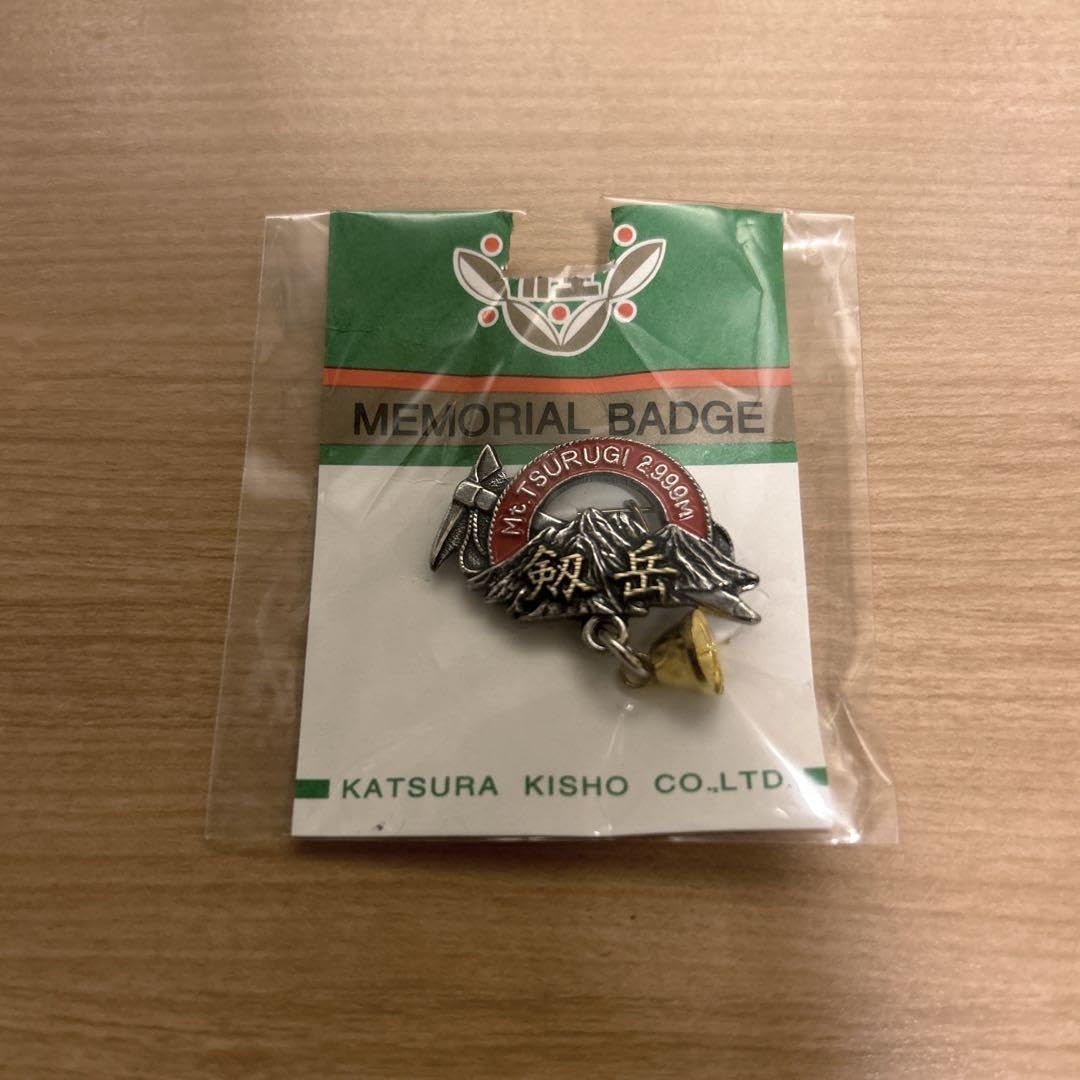 MEMORIAL BADGE
Mt. TSURUGI 2.999M
剱岳
KATSURA KISHO CO.,LTD.